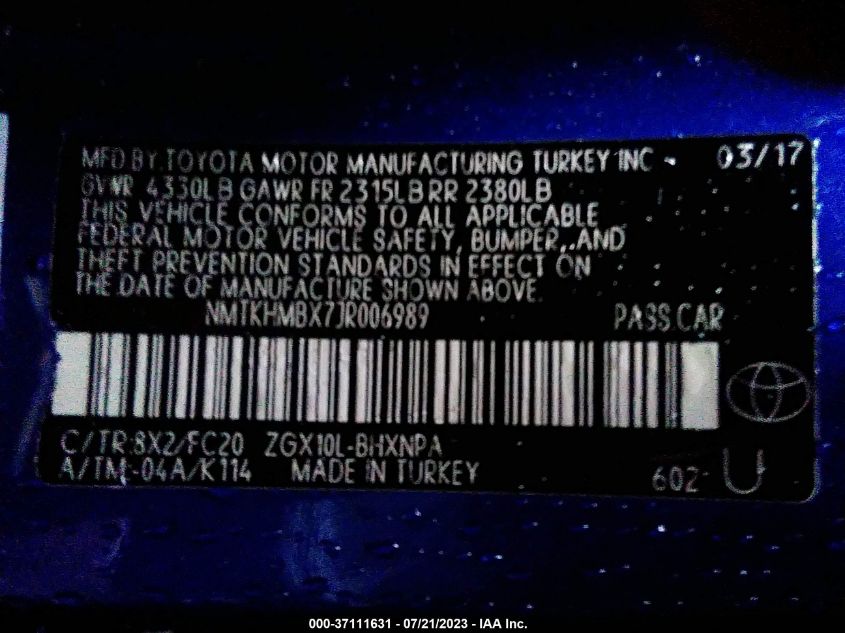 MFD BY TOYOTA MOTOR MANUFACTURING TURKEY INC 03/17
GVWR 4330LB GAWR FR 2315LB RR 2380LB
THIS VEHICLE CONFORMS TO ALL APPLICABLE
FEDERAL MOTOR VEHICLE SAFETY, BUMPER, AND
THEFT PREVENTION STANDARDS IN EFFECT ON
THE DATE OF MANUFACTURE SHOWN ABOVE.
NMTKHMBX7JR006989 PASS.CAR
C/TR:8X2/FC20 ZGX10L-BHXNPA
A/TM:-04A/K114 MADE IN TURKEY 602 U
000-37111631 - 07/21/2023 - IAA Inc.